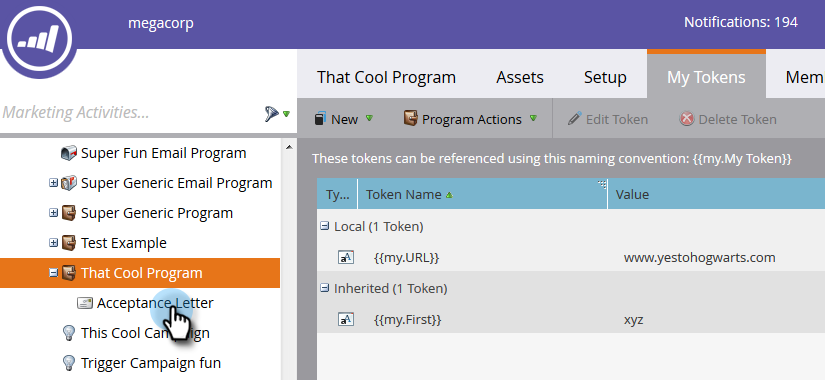 megacorp
Notifications: 194
Marketing Activities...
That Cool Program Assets Setup My Tokens Mem
New Program Actions Edit Token Delete Token
Super Fun Email Program
Super Generic Email Program
Super Generic Program
Test Example
That Cool Program
Acceptance Letter
This Cool Campaign
Trigger Campaign fun
These tokens can be referenced using this naming convention: {{my.My Token}}
Ty... Token Name Value
Local (1 Token)
{{my.URL}} www.yestohogwarts.com
Inherited (1 Token)
{{my.First}} xyz